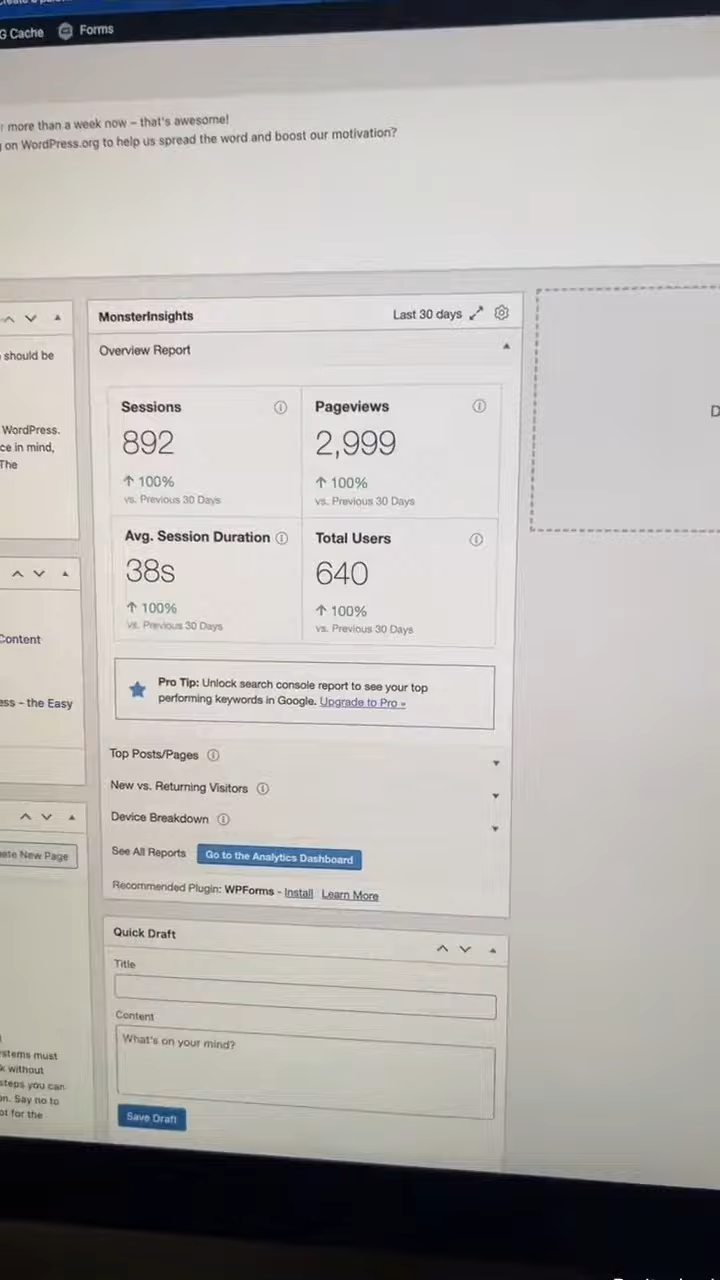 G Cache Forms
more than a week now – that's awesome!
on WordPress.org to help us spread the word and boost our motivation?
should be
WordPress.
ce in mind,
The
Content
ess – the Easy
ate New Page
stems must
k without
steps you can
on. Say no to
ot for the
MonsterInsights
Last 30 days
Overview Report
Sessions
892
100%
vs. Previous 30 Days
Pageviews
2,999
100%
vs. Previous 30 Days
Avg. Session Duration
38s
100%
vs. Previous 30 Days
Total Users
640
100%
vs. Previous 30 Days
Pro Tip: Unlock search console report to see your top
performing keywords in Google. Upgrade to Pro »
Top Posts/Pages
New vs. Returning Visitors
Device Breakdown
See All Reports Go to the Analytics Dashboard
Recommended Plugin: WPForms - Install Learn More
Quick Draft
Title
Content
What's on your mind?
Save Draft
D